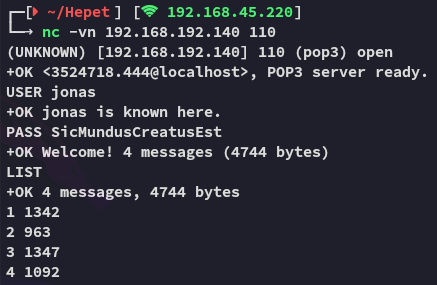 [~/Hepet] [192.168.45.220]
nc -vn 192.168.192.140 110
(UNKNOWN) [192.168.192.140] 110 (pop3) open
+OK <3524718.444@localhost>, POP3 server ready.
USER jonas
+OK jonas is known here.
PASS SicMundusCreatusEst
+OK Welcome! 4 messages (4744 bytes)
LIST
+OK 4 messages, 4744 bytes
1 1342
2 963
3 1347
4 1092